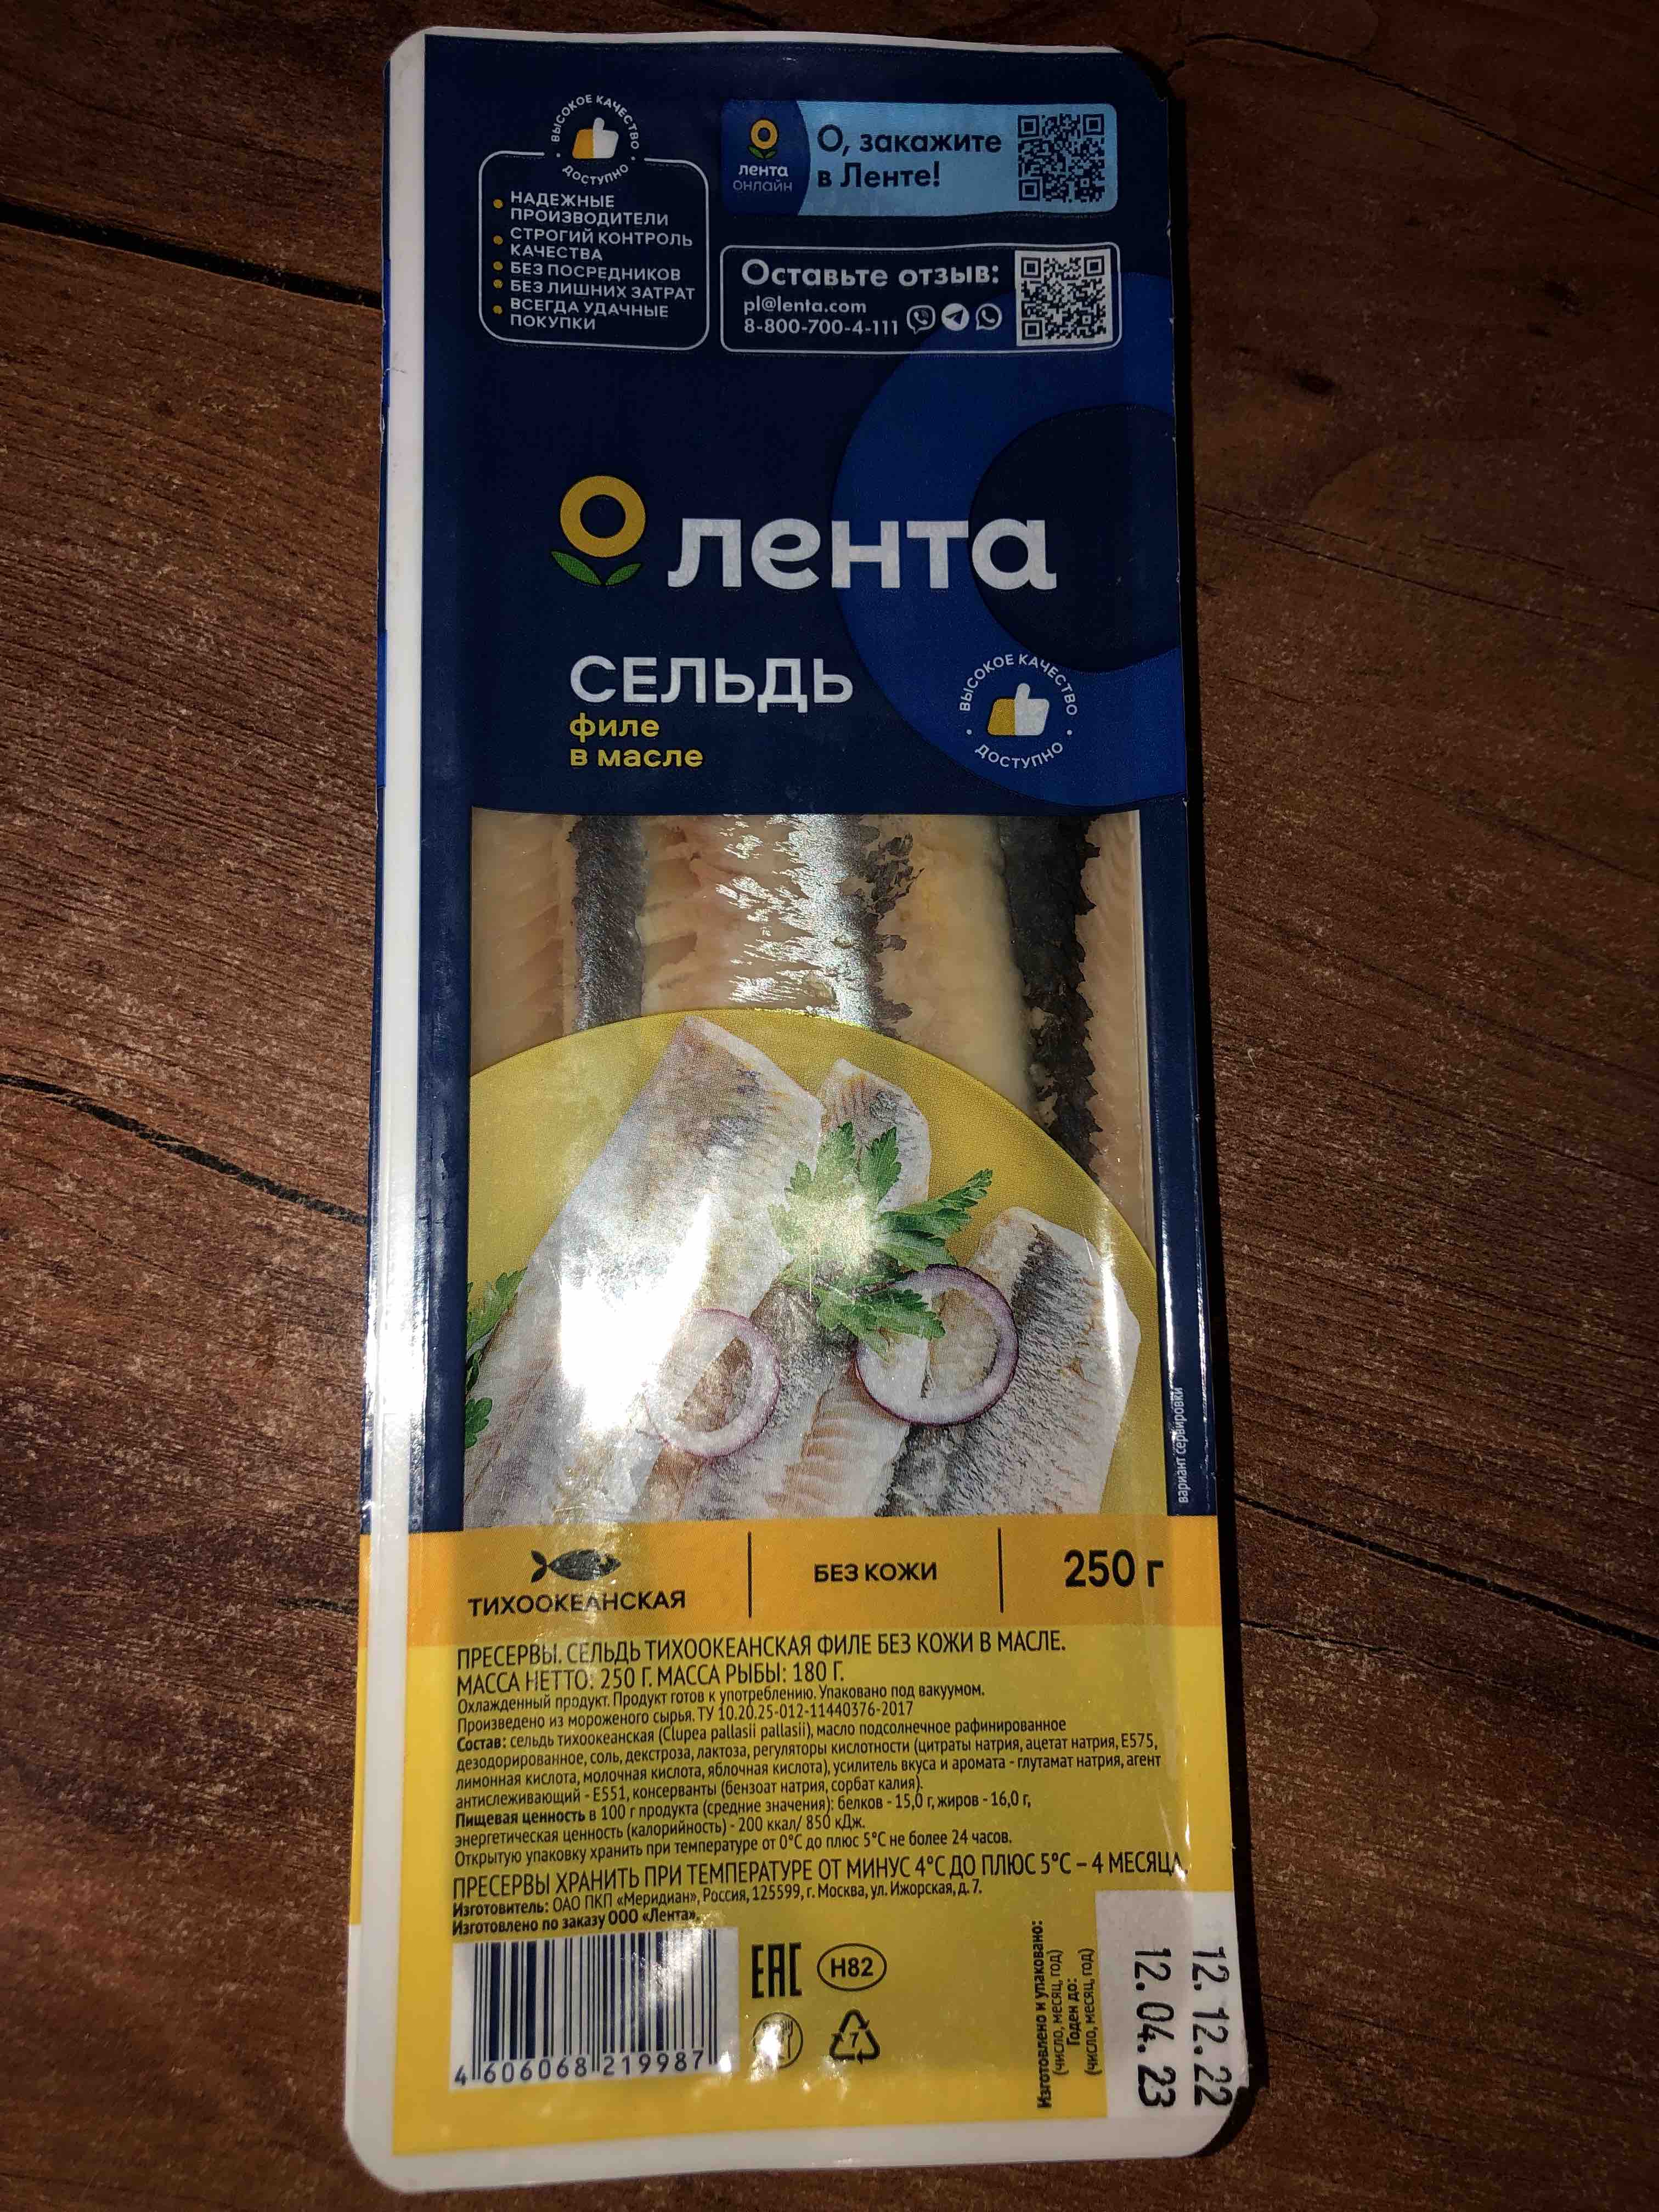 ВЫСОКОЕ КАЧЕСТВО
ДОСТУПНО
НАДЕЖНЫЕ
ПРОИЗВОДИТЕЛИ
СТРОГИЙ КОНТРОЛЬ
КАЧЕСТВА
БЕЗ ПОСРЕДНИКОВ
БЕЗ ЛИШНИХ ЗАТРАТ
ВСЕГДА УДАЧНЫЕ
ПОКУПКИ
лента
онлайн
О, закажите
в Ленте!
Оставьте отзыв:
pl@lenta.com
8-800-700-4-111
лента
СЕЛЬДЬ
филе
в масле
ВЫСОКОЕ КАЧЕСТВО
ДОСТУПНО
вариант сервировки
ТИХООКЕАНСКАЯ
БЕЗ КОЖИ
250 г
ПРЕСЕРВЫ. СЕЛЬДЬ ТИХООКЕАНСКАЯ ФИЛЕ БЕЗ КОЖИ В МАСЛЕ.
МАССА НЕТТО: 250 Г. МАССА РЫБЫ: 180 Г.
Охлажденный продукт. Продукт готов к употреблению. Упаковано под вакуумом.
Произведено из мороженого сырья. ТУ 10.20.25-012-11440376-2017
Состав: сельдь тихоокеанская (Clupea pallasii pallasii), масло подсолнечное рафинированное
дезодорированное, соль, декстроза, лактоза, регуляторы кислотности (цитраты натрия, ацетат натрия, Е575,
лимонная кислота, молочная кислота, яблочная кислота), усилитель вкуса и аромата - глутамат натрия, агент
антислеживающий - Е551, консерванты (бензоат натрия, сорбат калия).
Пищевая ценность в 100 г продукта (средние значения): белков - 15,0 г, жиров - 16,0 г,
энергетическая ценность (калорийность) - 200 ккал/ 850 кДж.
Открытую упаковку хранить при температуре от 0°С до плюс 5°С не более 24 часов.
ПРЕСЕРВЫ ХРАНИТЬ ПРИ ТЕМПЕРАТУРЕ ОТ МИНУС 4°С ДО ПЛЮС 5°С – 4 МЕСЯЦА.
Изготовитель: ОАО ПКП «Меридиан», Россия, 125599, г. Москва, ул. Ижорская, д. 7.
Изготовлено по заказу ООО «Лента».
4 606068 219987
ЕАС
Н82
7
Изготовлено и упаковано:
(число, месяц, год)
Годен до:
(число, месяц, год)
12.12.22
12.04.23